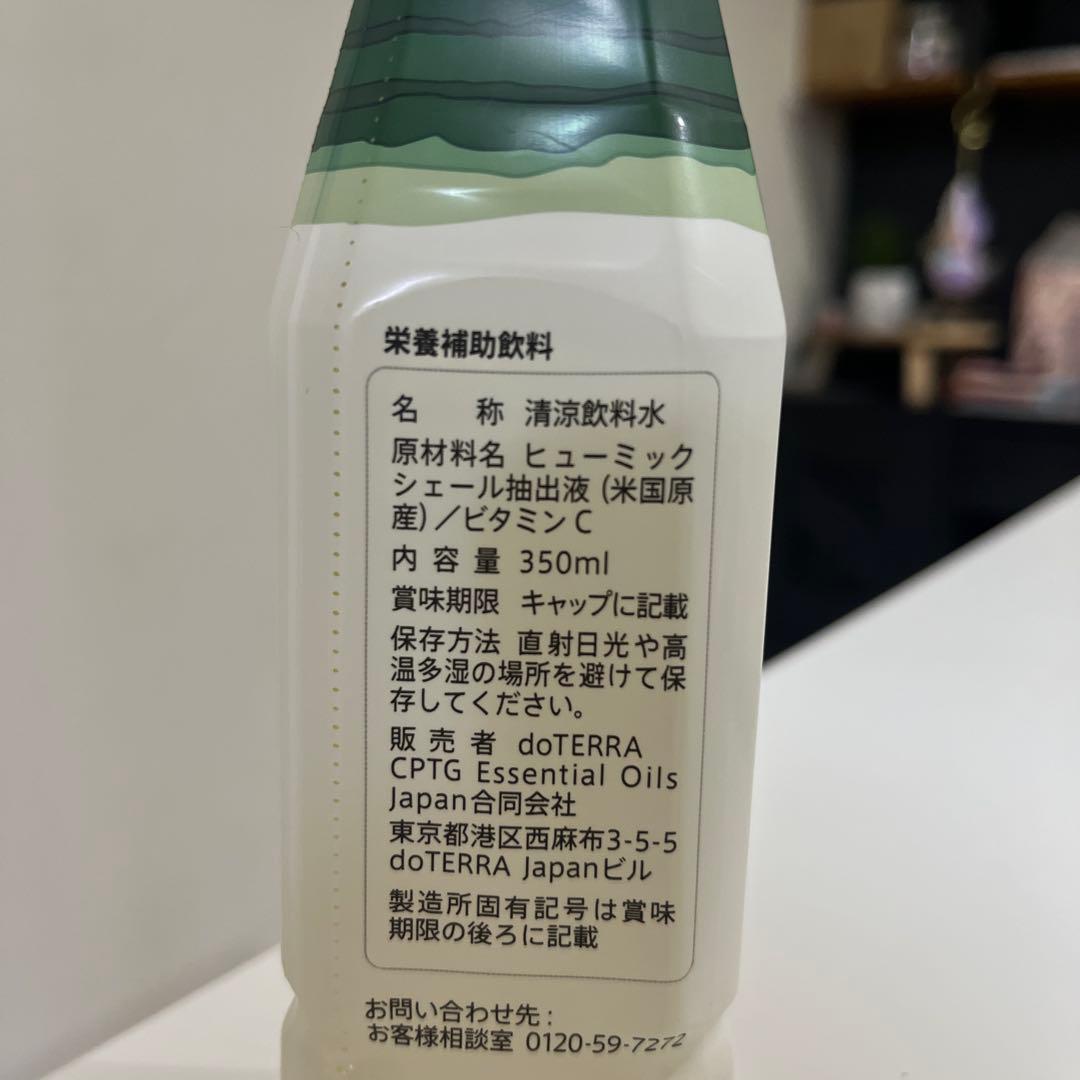 栄養補助飲料
名 称 清涼飲料水
原材料名 ヒューミック
シェール抽出液 (米国原
産)／ビタミンC
内容量 350ml
賞味期限 キャップに記載
保存方法 直射日光や高
温多湿の場所を避けて保
存してください。
販売者 doTERRA
CPTG Essential Oils
Japan合同会社
東京都港区西麻布3-5-5
doTERRA Japanビル
製造所固有記号は賞味
期限の後ろに記載
お問い合わせ先：
お客様相談室 0120-59-7272